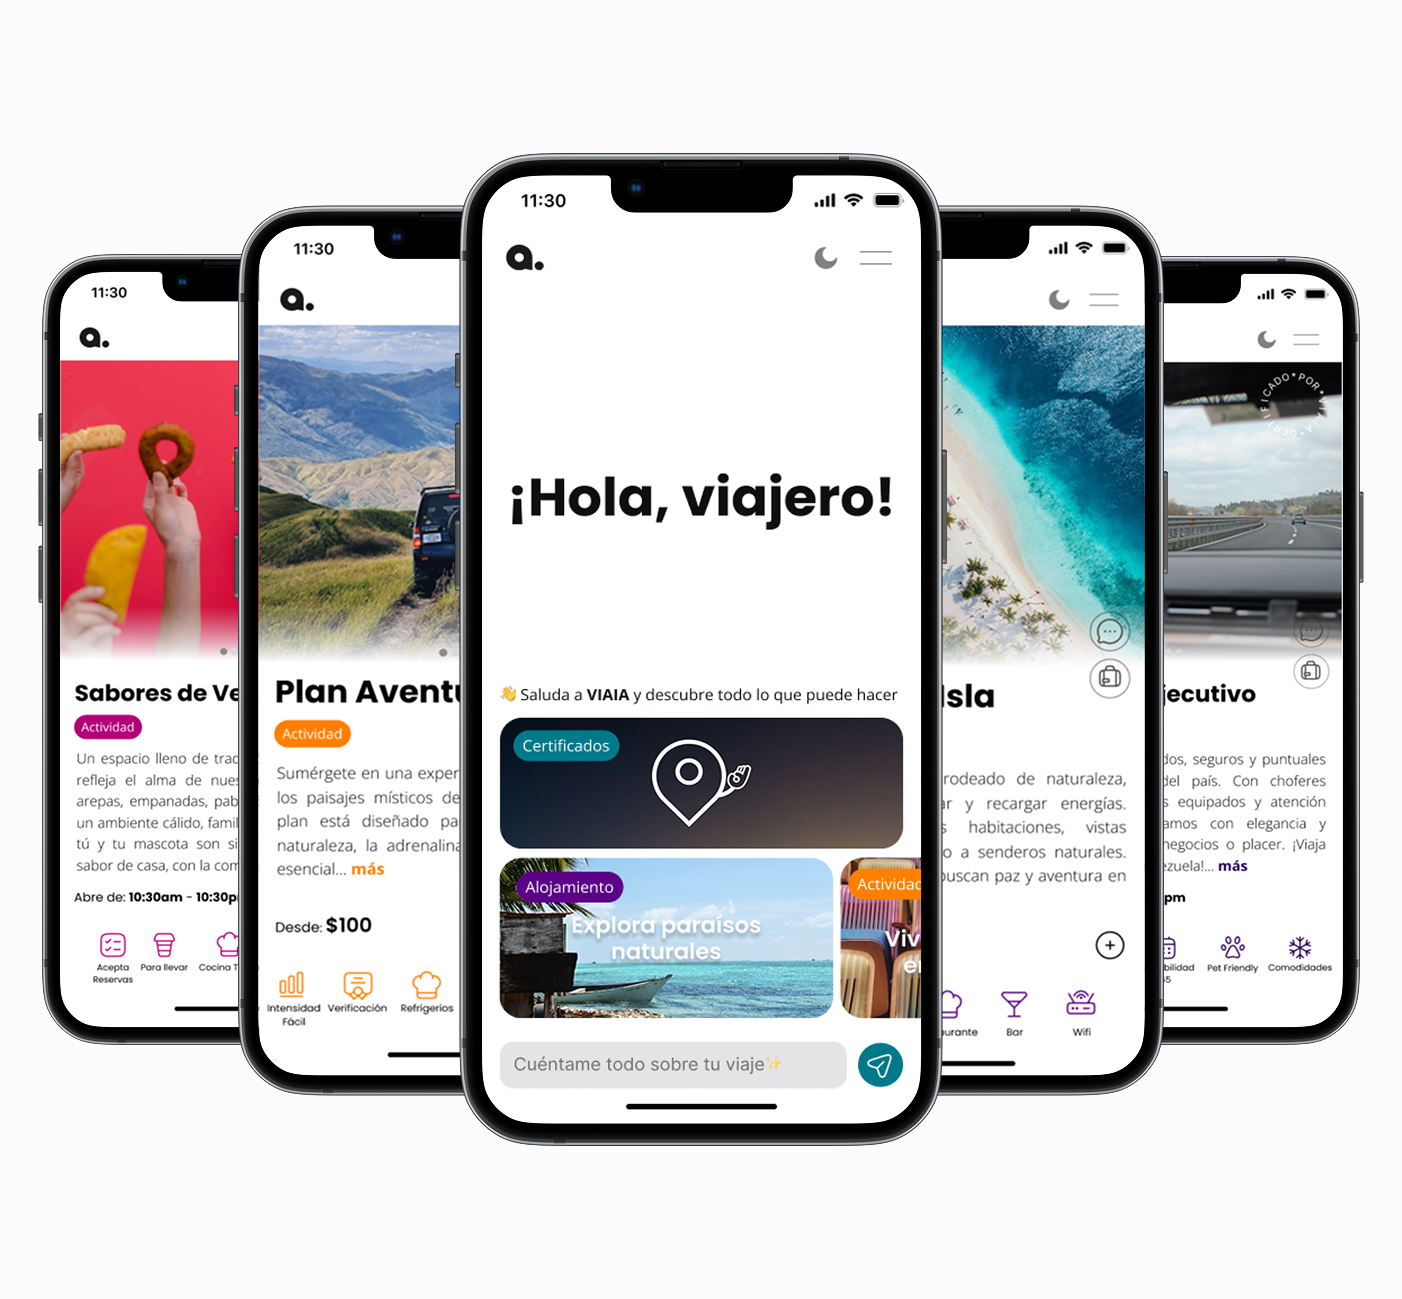 11:30
a.
Sabores de Ve
Actividad
Un espacio lleno de trad
refleja el alma de nues
arepas, empanadas, pab
un ambiente cálido, famil
tú y tu mascota son si
sabor de casa, con la com
Abre de: 10:30am - 10:30p
Acepta
Reservas
Para llevar
Cocina T
11:30
a.
Plan Avent
Actividad
Sumérgete en una exper
los paisajes místicos de
plan está diseñado pa
naturaleza, la adrenalina
esencial... más
Desde: $100
Intensidad
Fácil
Verificación
Refrigerios
11:30
a.
¡Hola, viajero!
👋 Saluda a VIAIA y descubre todo lo que puede hacer
Certificados
Alojamiento
Explora paraísos
naturales
Actividad
Viv
e
Cuéntame todo sobre tu viaje✨
Isla
rodeado de naturaleza,
ar y recargar energías.
s habitaciones, vistas
o a senderos naturales.
buscan paz y aventura en
urante
Bar
Wifi
CERTIFICADO • POR • VIAIA •
jecutivo
dos, seguros y puntuales
del país. Con choferes
s equipados y atención
amos con elegancia y
negocios o placer. ¡Viaja
ezuela!... más
pm
bilidad
Pet Friendly
Comodidades